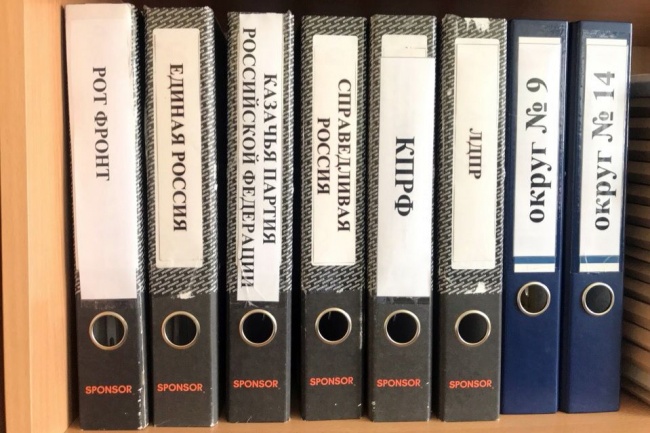 РОТ ФРОНТ
SPONSOR
ЕДИНАЯ РОССИЯ
SPONSOR
КАЗАЧЬЯ ПАРТИЯ
РОССИЙСКОЙ ФЕДЕРАЦИИ
SPONSOR
СПРАВЕДЛИВАЯ
РОССИЯ
SPONSOR
КПРФ
SPONSOR
ЛДПР
SPONSOR
округ № 9
округ № 14